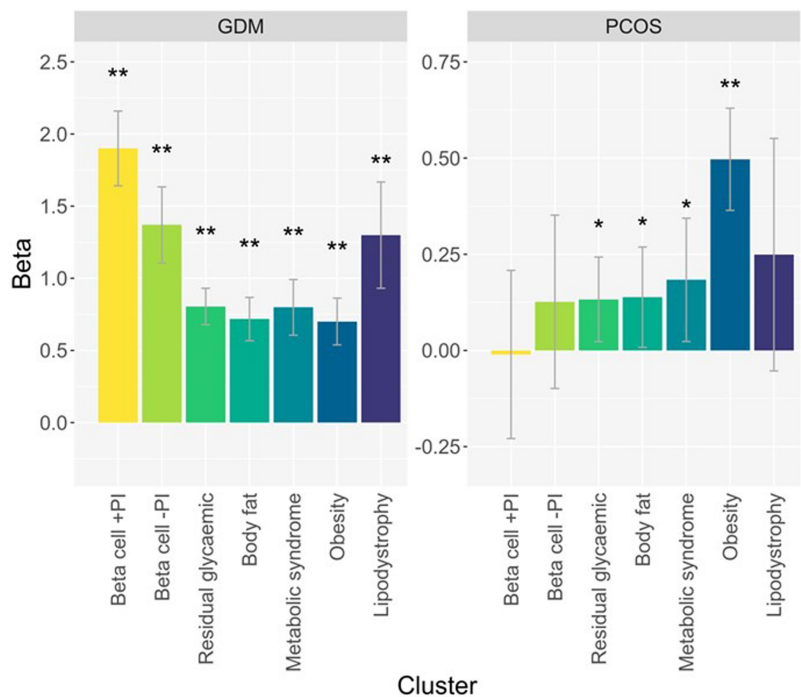 GDM
PCOS
Beta
2.5
2.0
1.5
1.0
0.5
0.0
**
**
**
**
**
**
**
0.75
0.50
0.25
0.00
-0.25
*
*
*
**
Beta cell +PI
Beta cell -PI
Residual glycaemic
Body fat
Metabolic syndrome
Obesity
Lipodystrophy
Beta cell +PI
Beta cell -PI
Residual glycaemic
Body fat
Metabolic syndrome
Obesity
Lipodystrophy
Cluster